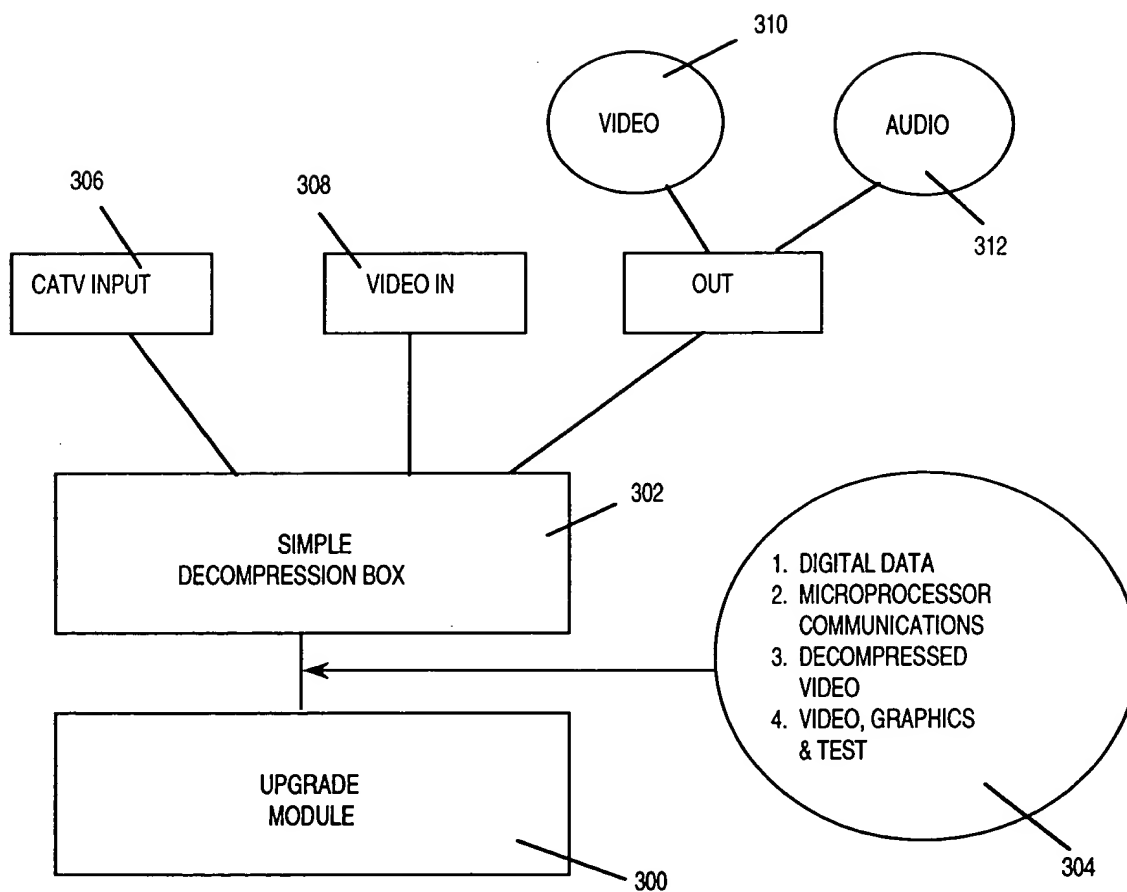 310
VIDEO
AUDIO
312
306
308
CATV INPUT
VIDEO IN
OUT
302
SIMPLE
DECOMPRESSION BOX
1. DIGITAL DATA
2. MICROPROCESSOR
COMMUNICATIONS
3. DECOMPRESSED
VIDEO
4. VIDEO, GRAPHICS
& TEST
304
UPGRADE
MODULE
300